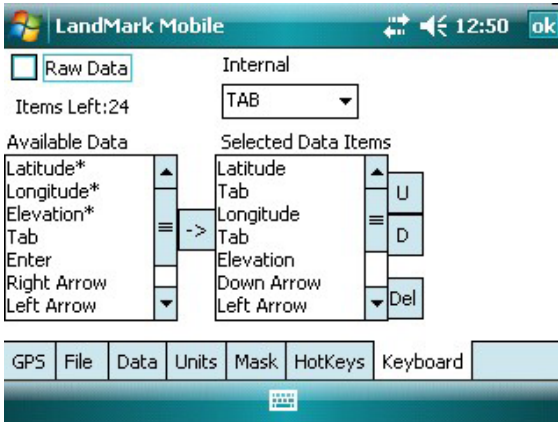 LandMark Mobile 12:50 ok
Raw Data
Internal
Items Left:24
TAB
Available Data
Selected Data Items
Latitude*
Longitude*
Elevation*
Tab
Enter
Right Arrow
Left Arrow
->
Latitude
Tab
Longitude
Tab
Elevation
Down Arrow
Left Arrow
U
D
Del
GPS File Data Units Mask HotKeys Keyboard